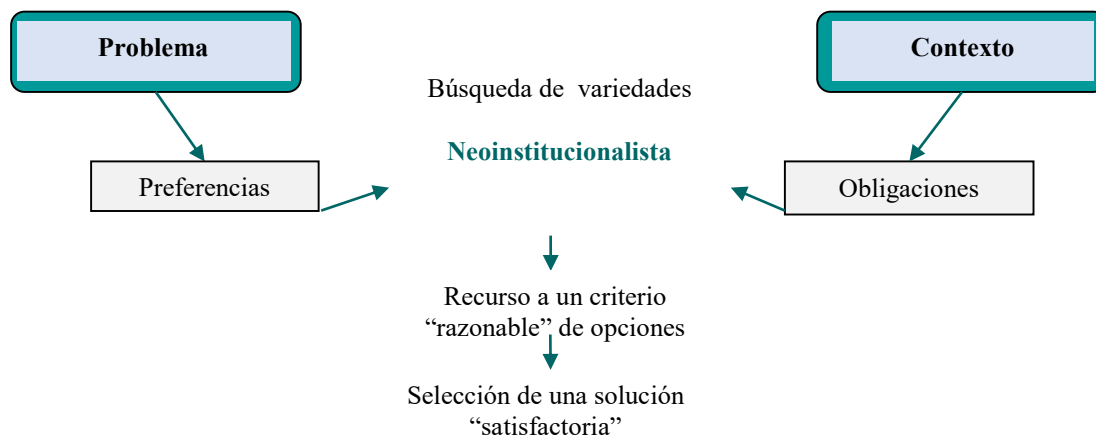 Problema
Contexto
Búsqueda de variedades
Neoinstitucionalista
Preferencias
Obligaciones
Recurso a un criterio
“razonable” de opciones
Selección de una solución
“satisfactoria”